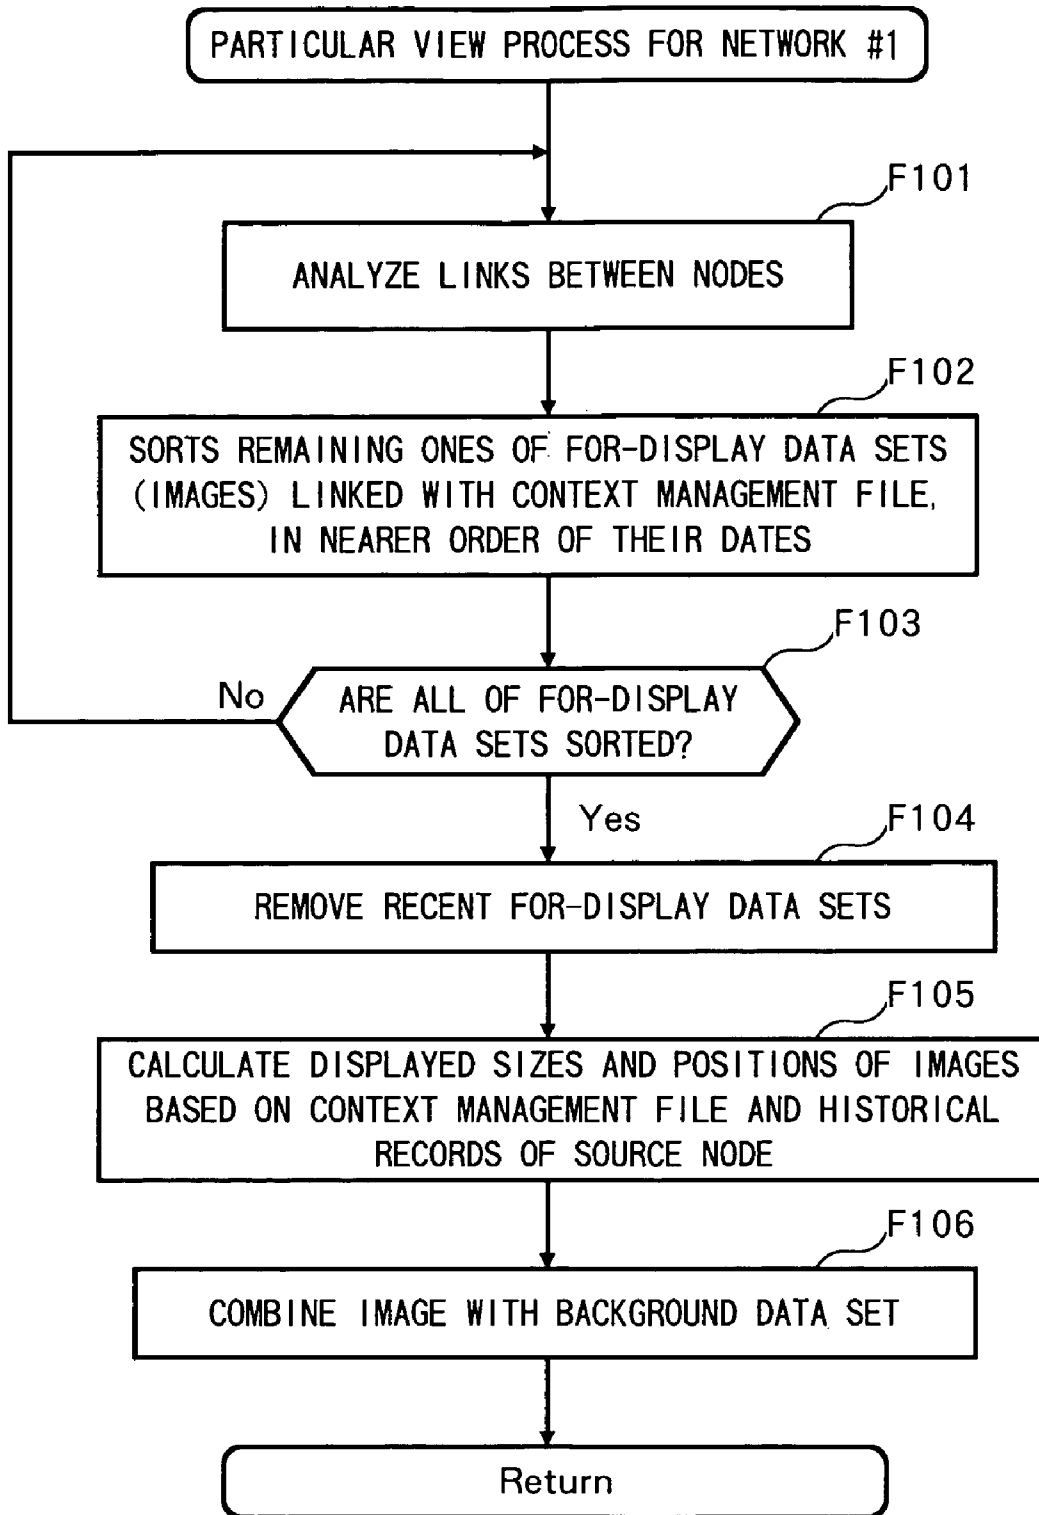 PARTICULAR VIEW PROCESS FOR NETWORK #1
F101
ANALYZE LINKS BETWEEN NODES
F102
SORTS REMAINING ONES OF FOR-DISPLAY DATA SETS
(IMAGES) LINKED WITH CONTEXT MANAGEMENT FILE,
IN NEARER ORDER OF THEIR DATES
F103
No
ARE ALL OF FOR-DISPLAY
DATA SETS SORTED?
Yes
F104
REMOVE RECENT FOR-DISPLAY DATA SETS
F105
CALCULATE DISPLAYED SIZES AND POSITIONS OF IMAGES
BASED ON CONTEXT MANAGEMENT FILE AND HISTORICAL
RECORDS OF SOURCE NODE
F106
COMBINE IMAGE WITH BACKGROUND DATA SET
Return